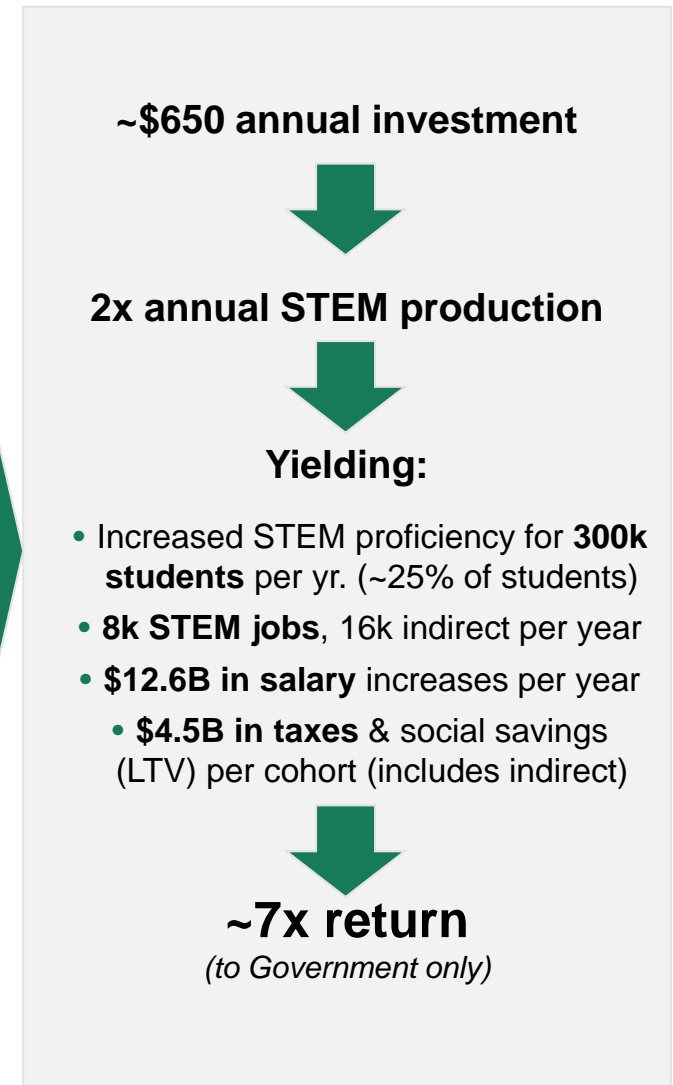 ~$650 annual investment
2x annual STEM production
Yielding:
• Increased STEM proficiency for 300k
students per yr. (~25% of students)
• 8k STEM jobs, 16k indirect per year
• $12.6B in salary increases per year
• $4.5B in taxes & social savings
(LTV) per cohort (includes indirect)
~7x return
(to Government only)